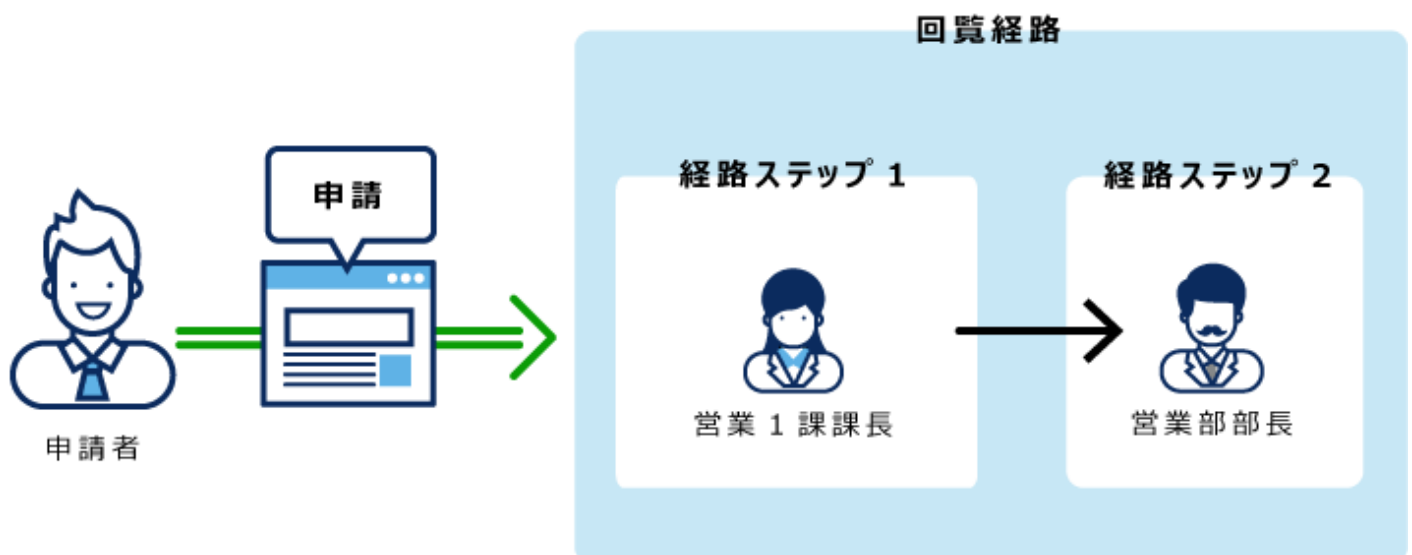 回覧経路
経路ステップ 1
経路ステップ 2
申請
営業 1 課課長
営業部部長
申請者